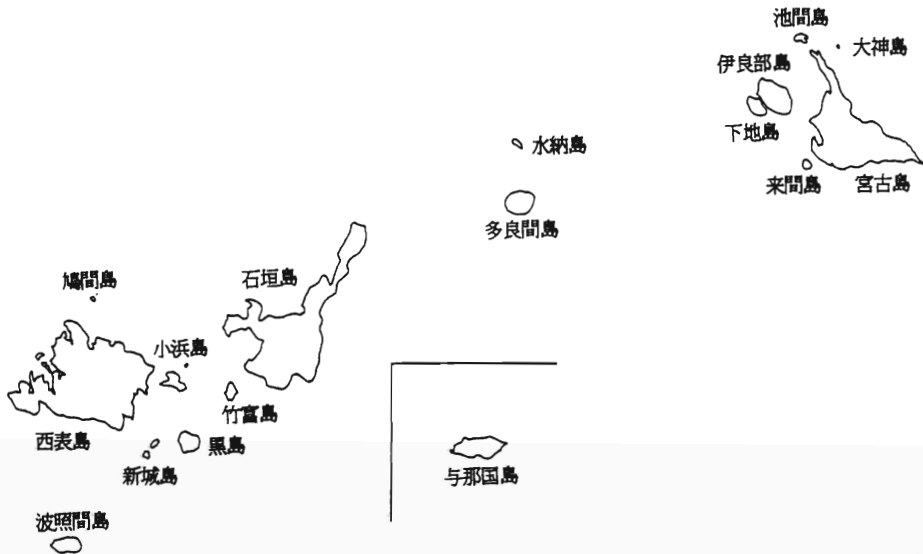 池間島
大神島
伊良部島
下地島
水納島
来間島
宮古島
多良間島
鳩間島
石垣島
小浜島
竹富島
西表島
黒島
新城島
与那国島
波照間島